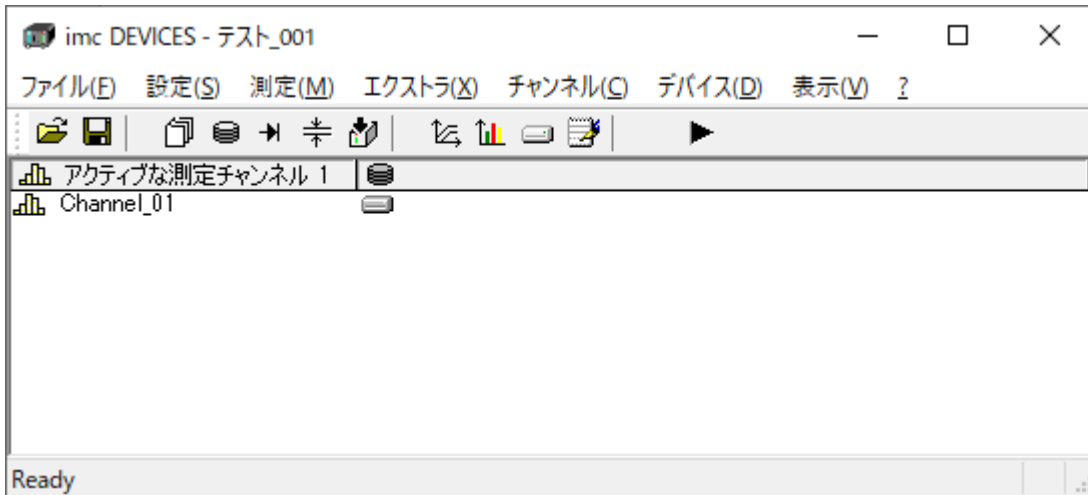 imc DEVICES - テスト_001
ファイル(F) 設定(S) 測定(M) エクストラ(X) チャンネル(C) デバイス(D) 表示(V) ?
アクティブな測定チャンネル 1
Channel_01
Ready